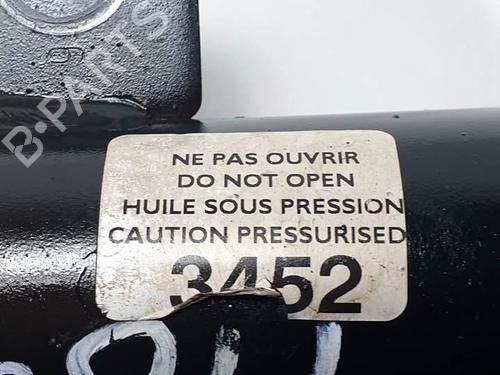 B-PARTS
NE PAS OUVRIR
DO NOT OPEN
HUILE SOUS PRESSION
CAUTION PRESSURISED
3452